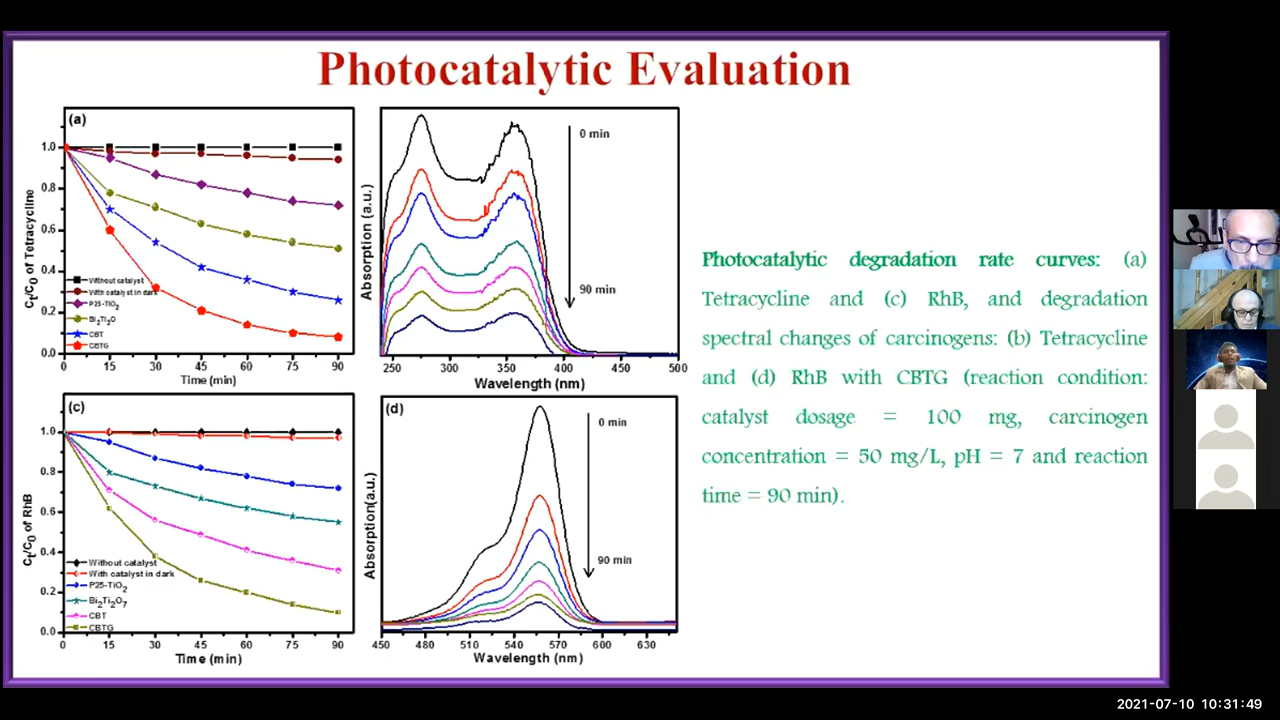 Photocatalytic Evaluation
(a)
Cₜ/C₀ of Tetracycline
1.0
0.8
0.6
0.4
0.2
0.0
Without catalyst
With catalyst in dark
P25-TiO₂
Bi₂Ti₂O
CBT
CBTG
0 15 30 45 60 75 90
Time (min)
Absorption (a.u.)
0 min
90 min
250 300 350 400 450 500
Wavelength (nm)
(c)
Cₜ/C₀ of RhB
1.0
0.8
0.6
0.4
0.2
0.0
Without catalyst
With catalyst in dark
P25-TiO₂
Bi₂Ti₂O₇
CBT
CBTG
0 15 30 45 60 75 90
Time (min)
(d)
Absorption(a.u.)
0 min
90 min
450 480 510 540 570 600 630
Wavelength (nm)
Photocatalytic degradation rate curves: (a)
Tetracycline and (c) RhB, and degradation
spectral changes of carcinogens: (b) Tetracycline
and (d) RhB with CBTG (reaction condition:
catalyst dosage = 100 mg, carcinogen
concentration = 50 mg/L, pH = 7 and reaction
time = 90 min).
2021-07-10 10:31:49